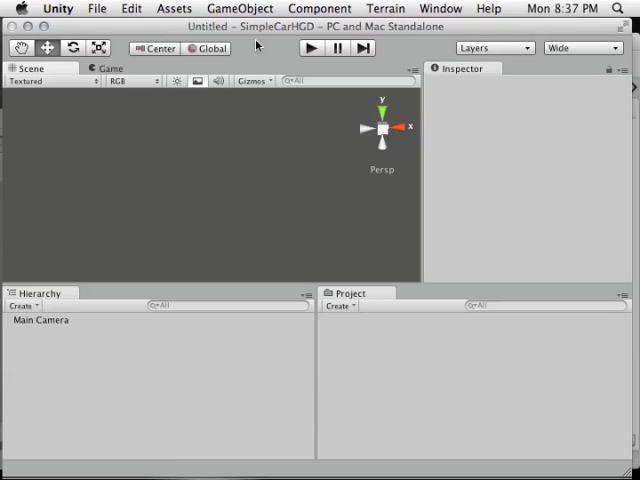 Unity File Edit Assets GameObject Component Terrain Window Help Mon 8:37 PM
Untitled - SimpleCarHGD - PC and Mac Standalone
Center Global Layers Wide
Scene Game Inspector
Textured RGB Gizmos All
y
x
Persp
Hierarchy Project
Create All Create All
Main Camera